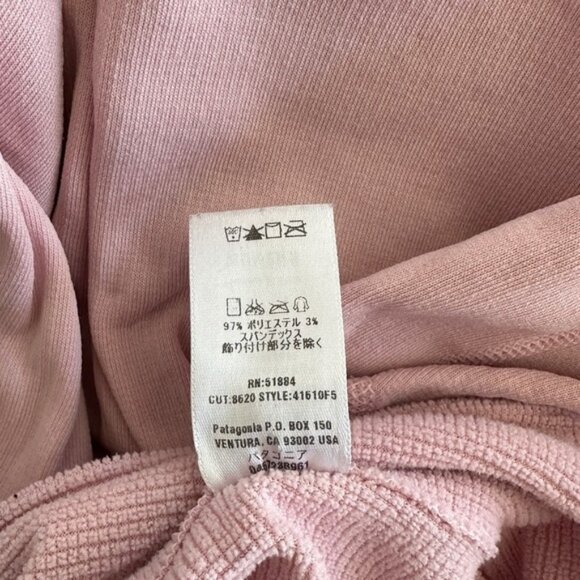 97% ポリエステル 3%
スパンデックス
飾り付け部分を除く
RN:51884
CUT:8620 STYLE:41610F5
Patagonia P.O. BOX 150
VENTURA, CA 93002 USA
パタゴニア